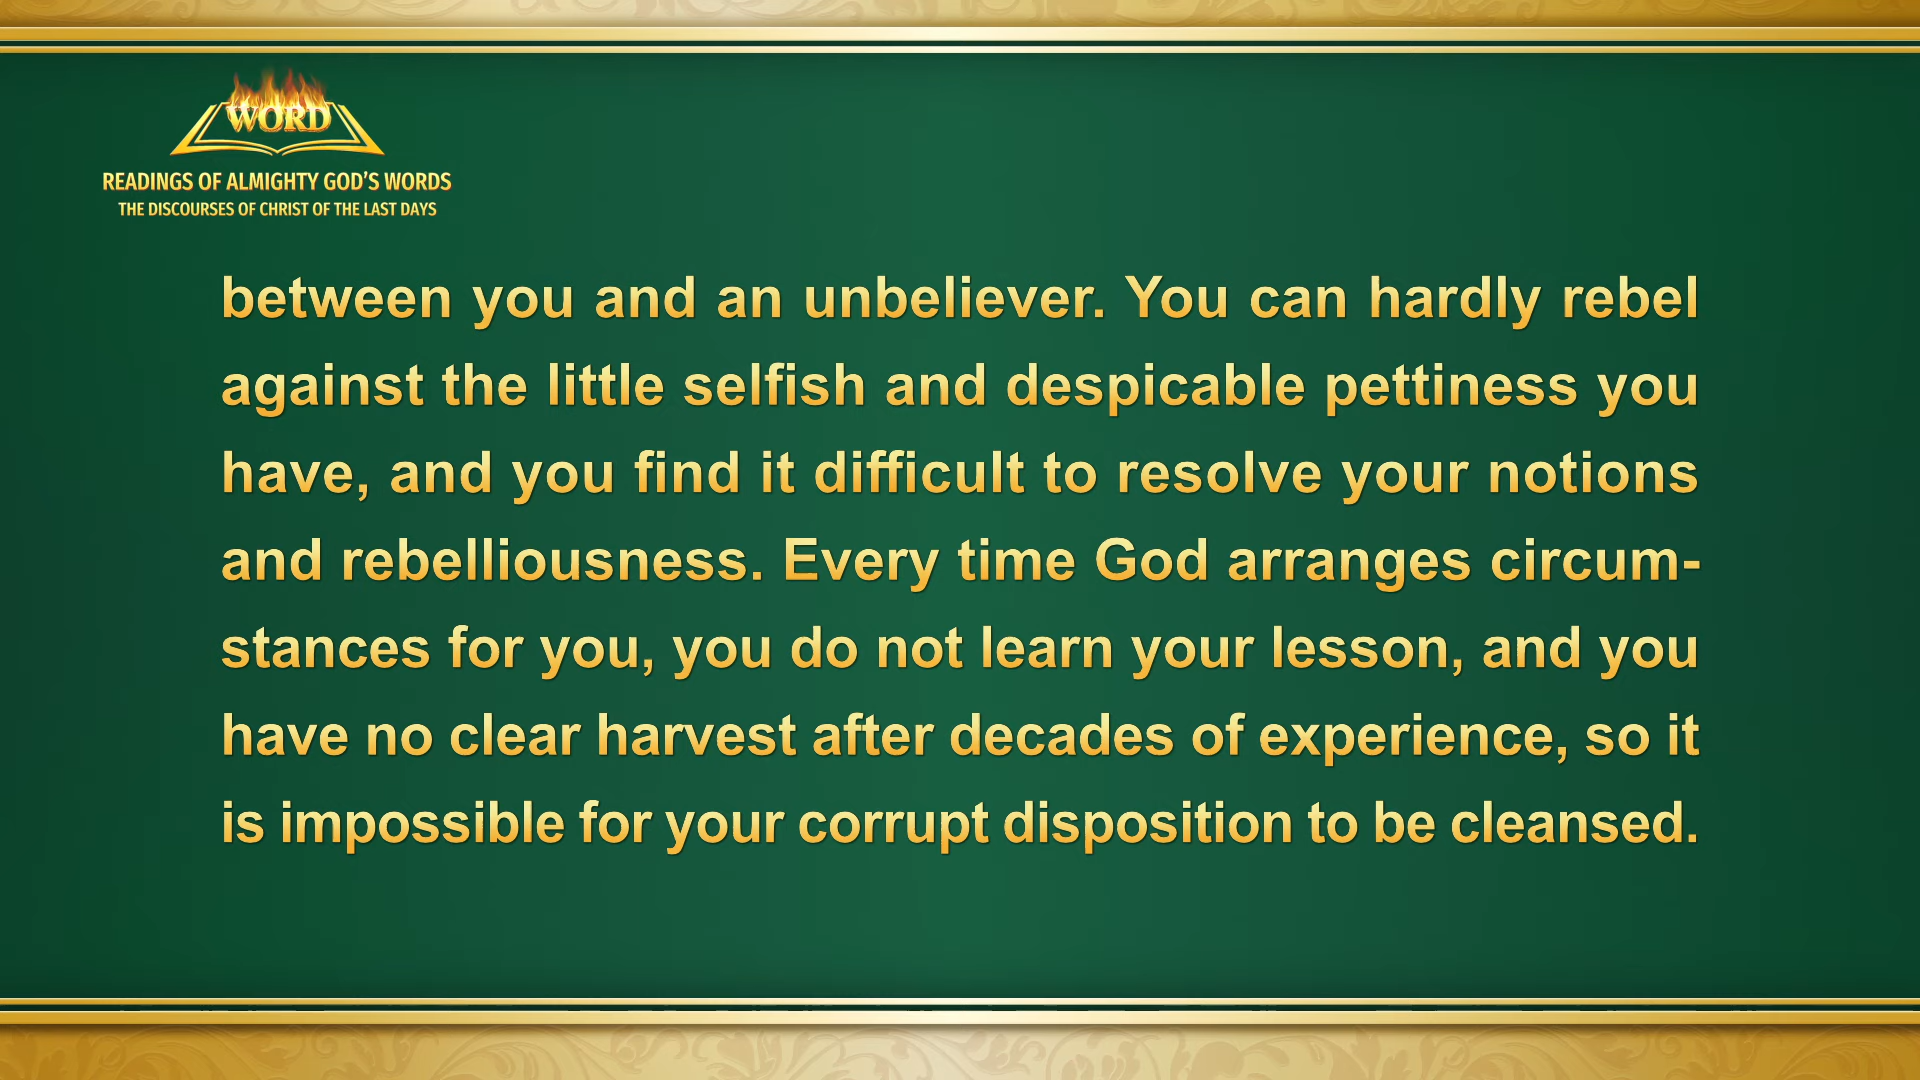 WORD
READINGS OF ALMIGHTY GOD'S WORDS
THE DISCOURSES OF CHRIST OF THE LAST DAYS
between you and an unbeliever. You can hardly rebel
against the little selfish and despicable pettiness you
have, and you find it difficult to resolve your notions
and rebelliousness. Every time God arranges circum-
stances for you, you do not learn your lesson, and you
have no clear harvest after decades of experience, so it
is impossible for your corrupt disposition to be cleansed.